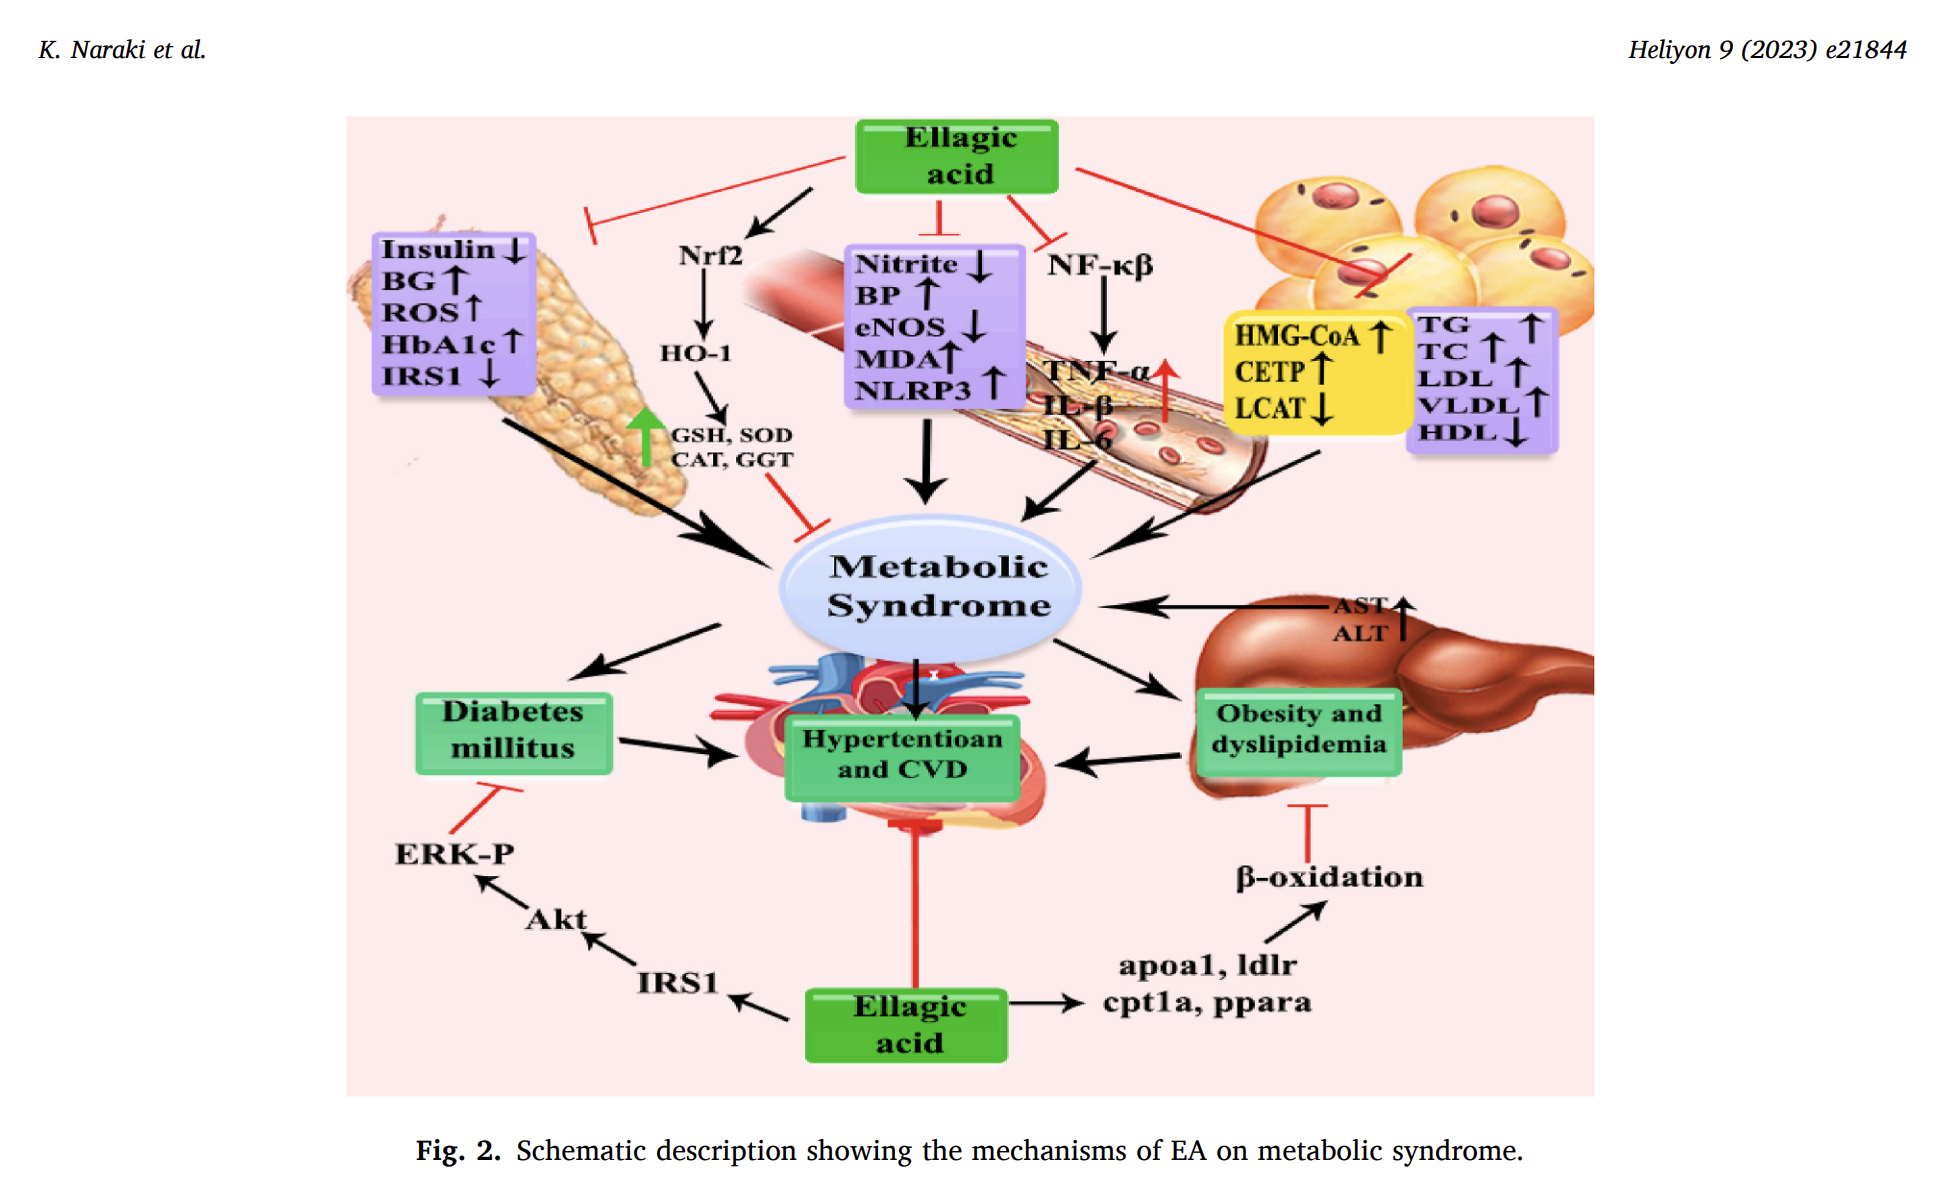 K. Naraki et al.
Heliyon 9 (2023) e21844
Ellagic
acid
Insulin ↓
BG ↑
ROS ↑
HbA1c ↑
IRS1 ↓
Nrf2
HO-1
GSH, SOD
CAT, GGT
Nitrite ↓
BP ↑
eNOS ↓
MDA ↑
NLRP3 ↑
NF-κβ
TNF-α
IL-β
IL-6
HMG-CoA ↑
CETP ↑
LCAT ↓
TG ↑
TC ↑
LDL ↑
VLDL ↑
HDL ↓
Metabolic
Syndrome
AST
ALT
Diabetes
millitus
Hypertentioan
and CVD
Obesity and
dyslipidemia
ERK-P
Akt
IRS1
Ellagic
acid
β-oxidation
apoa1, ldlr
cpt1a, ppara
Fig. 2. Schematic description showing the mechanisms of EA on metabolic syndrome.